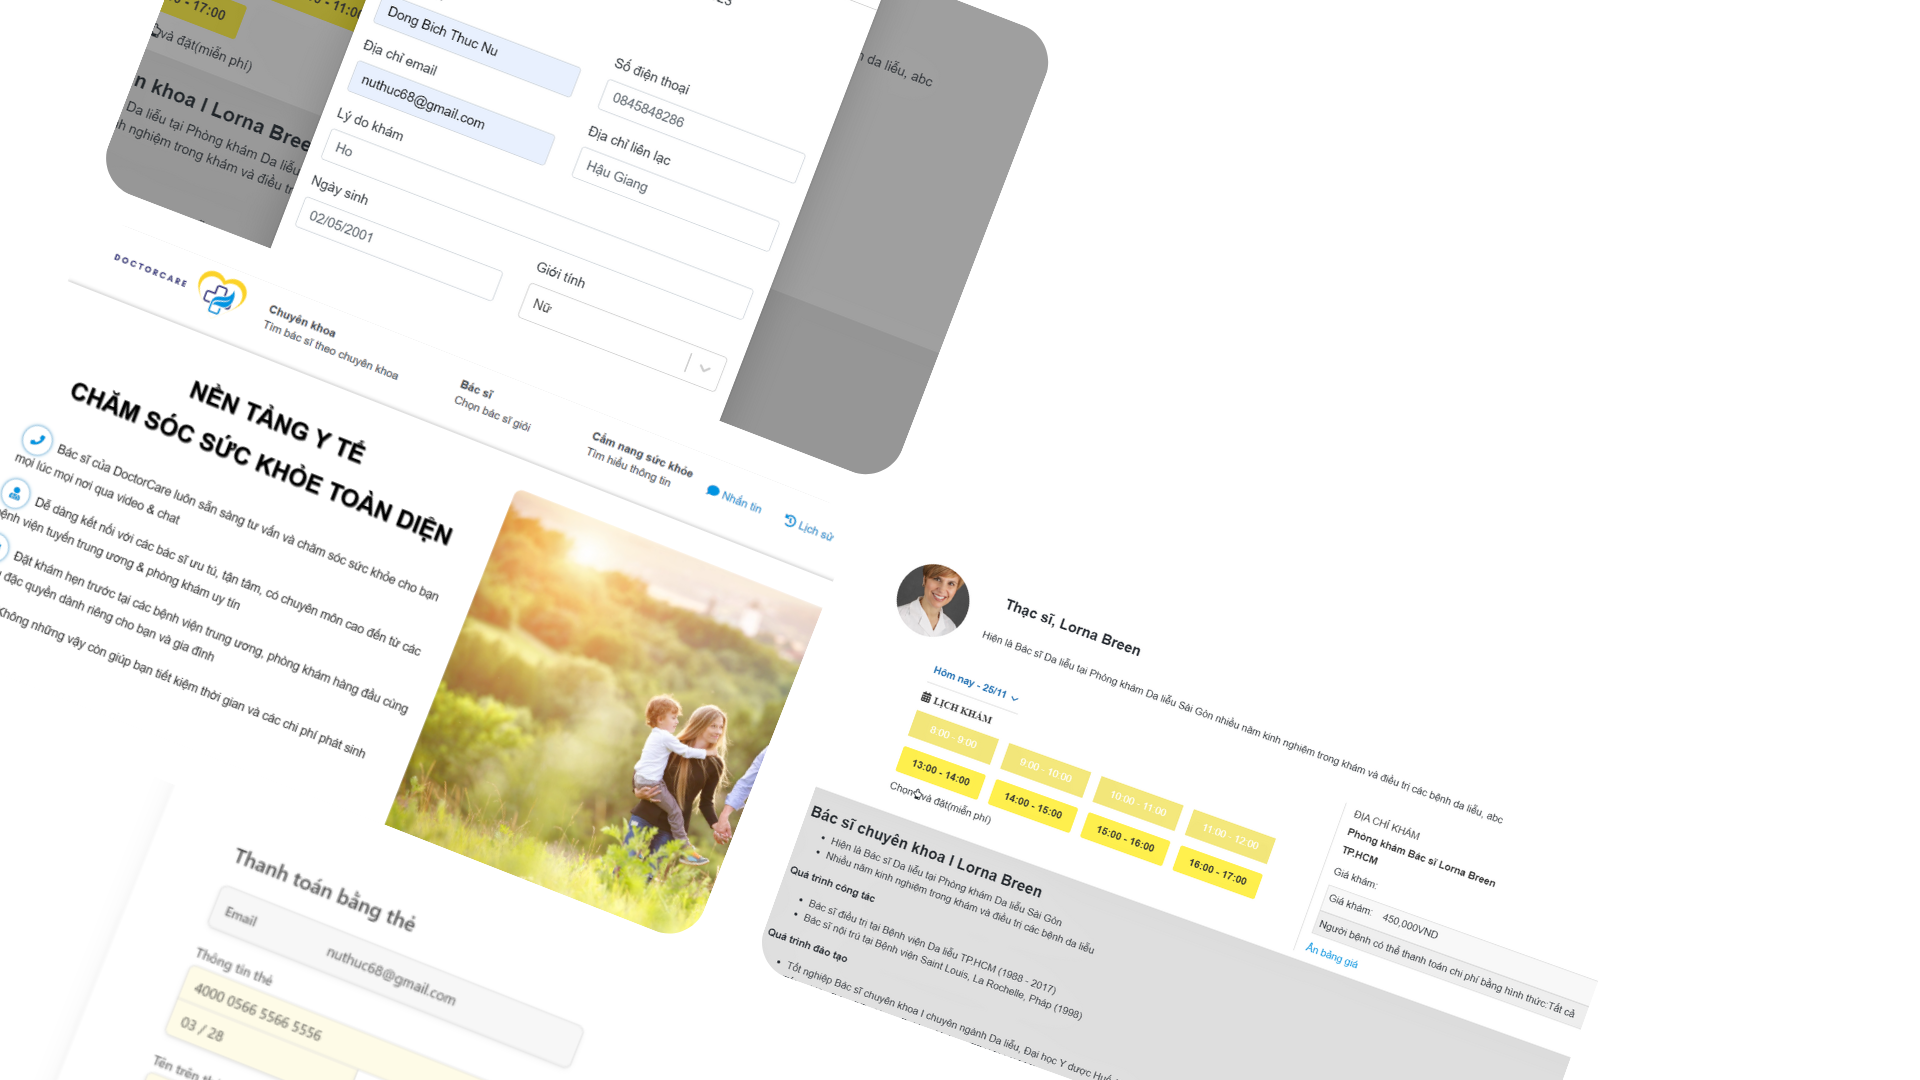 - 17:00
- 11:00
và đặt(miễn phí)
n khoa I Lorna Bree
Da liễu tại Phòng khám Da liễu
nh nghiệm trong khám và điều tr
Dong Bich Thuc Nu
Địa chỉ email
nuthuc68@gmail.com
Số điện thoại
0845848286
Lý do khám
Ho
Địa chỉ liên lạc
Hậu Giang
Ngày sinh
02/05/2001
Giới tính
Nữ
da liễu, abc
DOCTORCARE
Chuyên khoa
Tìm bác sĩ theo chuyên khoa
Bác sĩ
Chọn bác sĩ giỏi
Cẩm nang sức khỏe
Tìm hiểu thông tin
Nhắn tin
Lịch sử
NỀN TẢNG Y TẾ
CHĂM SÓC SỨC KHỎE TOÀN DIỆN
Bác sĩ của DoctorCare luôn sẵn sàng tư vấn và chăm sóc sức khỏe cho bạn
mọi lúc mọi nơi qua video & chat
Dễ dàng kết nối với các bác sĩ ưu tú, tận tâm, có chuyên môn cao đến từ các
bệnh viện tuyến trung ương & phòng khám uy tín
Đặt khám hẹn trước tại các bệnh viện trung ương, phòng khám hàng đầu cùng
đặc quyền dành riêng cho bạn và gia đình
Không những vậy còn giúp bạn tiết kiệm thời gian và các chi phí phát sinh
Thanh toán bằng thẻ
Email
nuthuc68@gmail.com
Thông tin thẻ
4000 0566 5566 5556
03 / 28
Tên trên th
Thạc sĩ, Lorna Breen
Hiện là Bác sĩ Da liễu tại Phòng khám Da liễu Sài Gòn nhiều năm kinh nghiệm trong khám và điều trị các bệnh da liễu, abc
Hôm nay - 25/11
LỊCH KHÁM
8:00 - 9:00
9:00 - 10:00
10:00 - 11:00
11:00 - 12:00
13:00 - 14:00
14:00 - 15:00
15:00 - 16:00
16:00 - 17:00
Chọn và đặt(miễn phí)
ĐỊA CHỈ KHÁM
Phòng khám Bác sĩ Lorna Breen
TP.HCM
Giá khám:
Giá khám: 450,000VND
Người bệnh có thể thanh toán chi phí bằng hình thức:Tất cả
Ẩn bảng giá
Bác sĩ chuyên khoa I Lorna Breen
Hiện là Bác sĩ Da liễu tại Phòng khám Da liễu Sài Gòn
Nhiều năm kinh nghiệm trong khám và điều trị các bệnh da liễu
Quá trình công tác
Bác sĩ điều trị tại Bệnh viện Da liễu TP.HCM (1988 - 2017)
Bác sĩ nội trú tại Bệnh viện Saint Louis, La Rochelle, Pháp (1998)
Quá trình đào tạo
Tốt nghiệp Bác sĩ chuyên khoa I chuyên ngành Da liễu, Đại học Y dược Huế